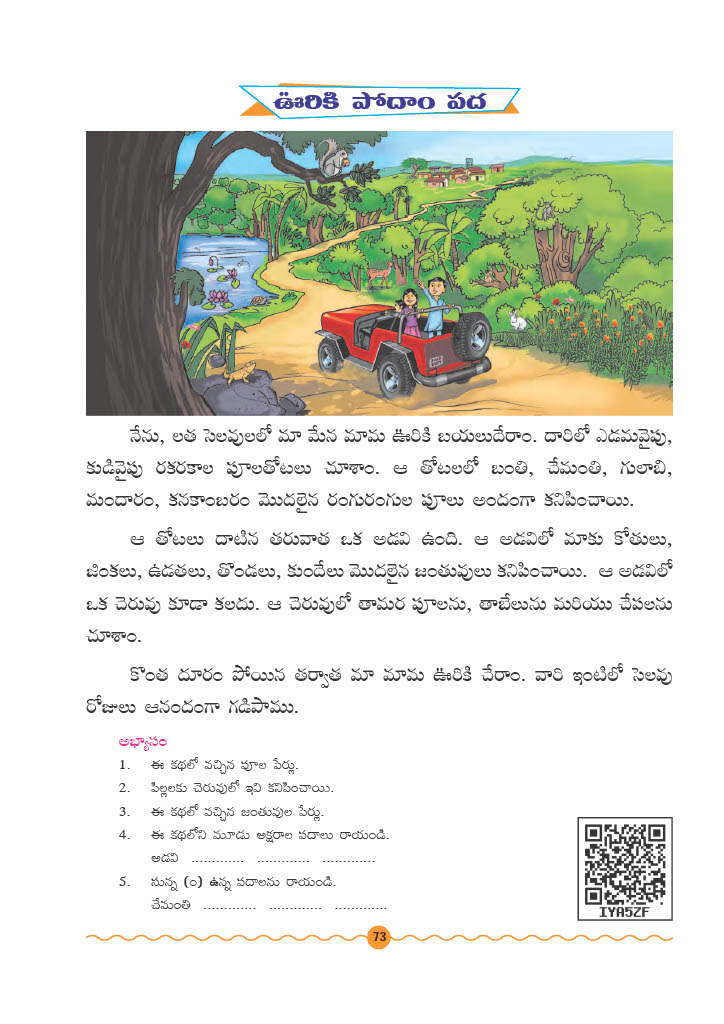 ఊరికి పోదాం పద
నేను, లత సెలవులలో మా మేన మామ ఊరికి బయలుదేరాం. దారిలో ఎడమవైపు,
కుడివైపు రకరకాల పూలతోటలు చూశాం. ఆ తోటలలో బంతి, చేమంతి, గులాబి,
మందారం, కనకాంబరం మొదలైన రంగురంగుల పూలు అందంగా కనిపించాయి.
ఆ తోటలు దాటిన తరువాత ఒక అడవి ఉంది. ఆ అడవిలో మాకు కోతులు,
జింకలు, ఉడతలు, తొండలు, కుందేలు మొదలైన జంతువులు కనిపించాయి. ఆ అడవిలో
ఒక చెరువు కూడా కలదు. ఆ చెరువులో తామర పూలను, తాబేలును మరియు చేపలను
చూశాం.
కొంత దూరం పోయిన తర్వాత మా మామ ఊరికి చేరాం. వారి ఇంటిలో సెలవు
రోజులు ఆనందంగా గడిపాము.
అభ్యాసం
1. ఈ కథలో వచ్చిన పూల పేర్లు.
2. పిల్లలకు చెరువులో ఇవి కనిపించాయి.
3. ఈ కథలో వచ్చిన జంతువుల పేర్లు.
4. ఈ కథలోని మూడు అక్షరాల పదాలు రాయండి.
అడవి ............. ............. .............
5. సున్న (ం) ఉన్న పదాలను రాయండి.
చేమంతి ............. ............. .............
IYA5ZF
73